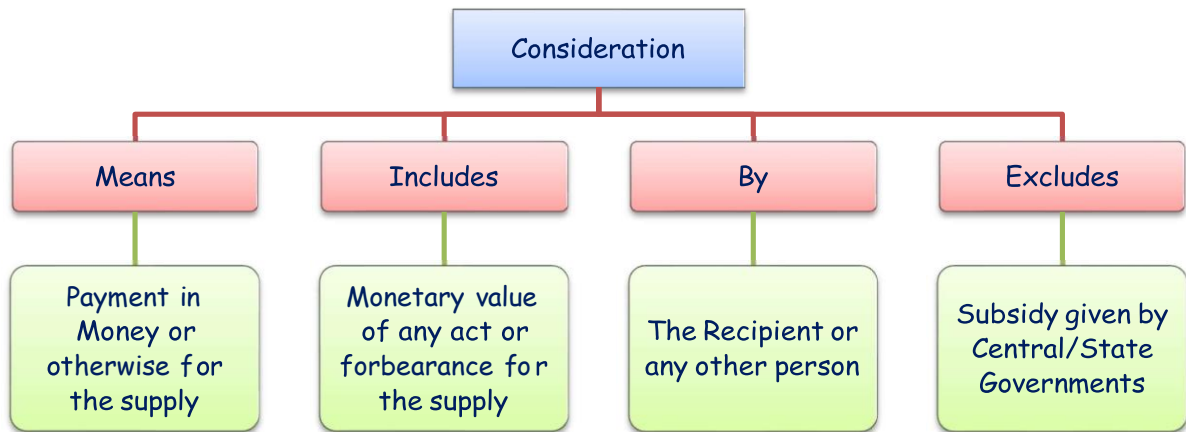 Consideration
Means
Includes
By
Excludes
Payment in
Money or
otherwise for
the supply
Monetary value
of any act or
forbearance for
the supply
The Recipient or
any other person
Subsidy given by
Central/State
Governments